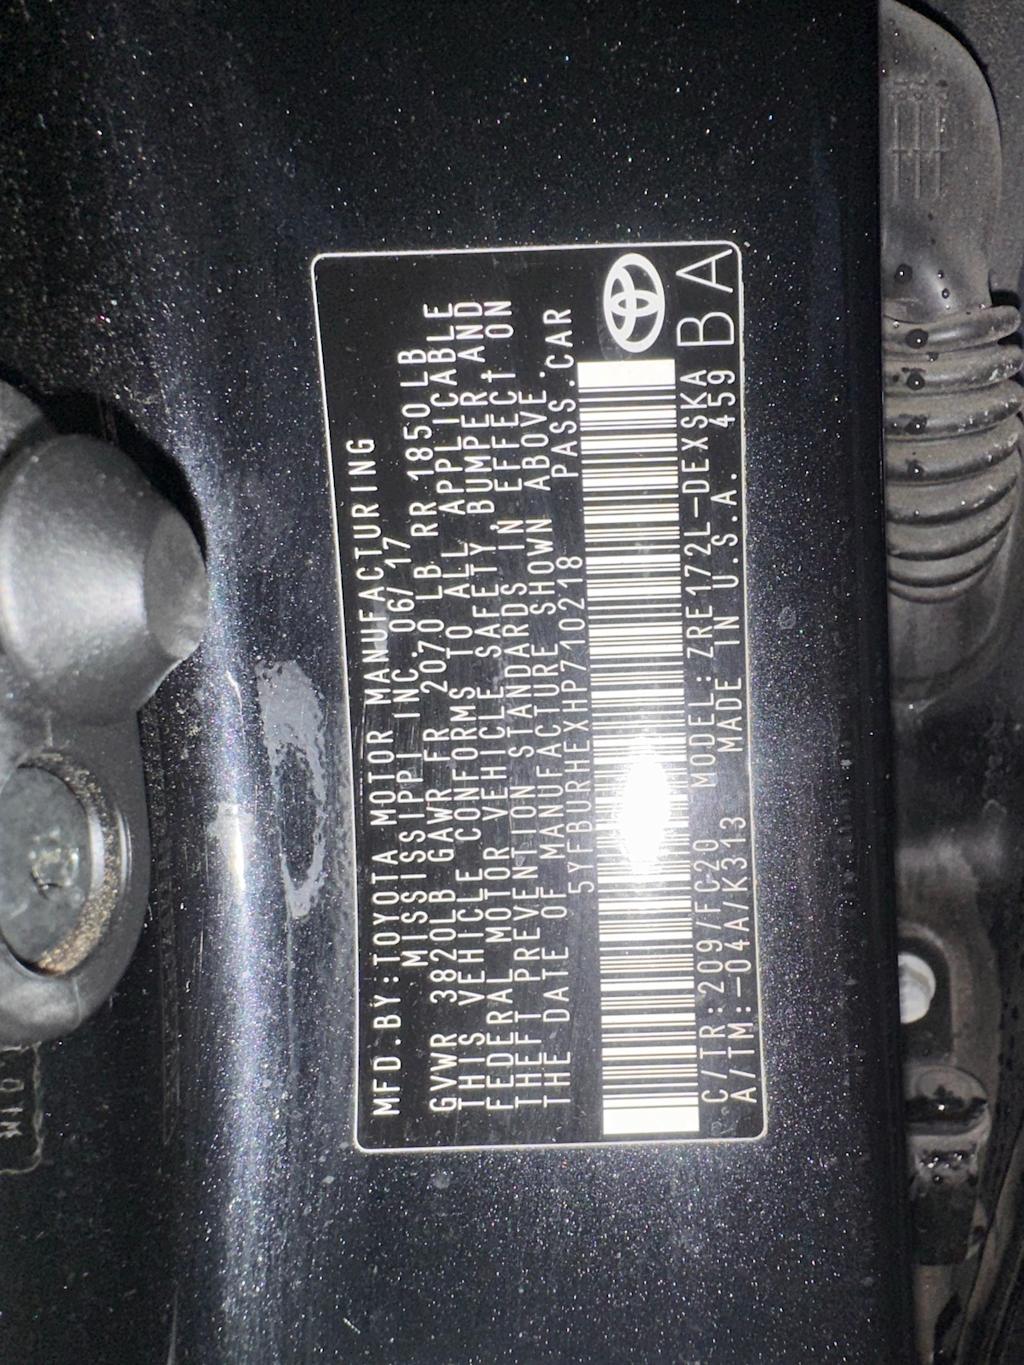 MFD.BY:TOYOTA MOTOR MANUFACTURING
MISSISSIPPI INC. 06/17
GVWR 3820LB GAWR FR 2070 LB RR 1850LB
THIS VEHICLE CONFORMS TO ALL APPLICABLE
FEDERAL MOTOR VEHICLE SAFETY,BUMPER,AND
THEFT PREVENTION STANDARDS IN EFFECT ON
THE DATE OF MANUFACTURE SHOWN ABOVE.
5YFBURHEXHP710218 PASS.CAR
C/TR:209/FC20 MODEL:ZRE172L-DEXSKA
A/TM:-04A/K313 MADE IN U.S.A. 459
BA